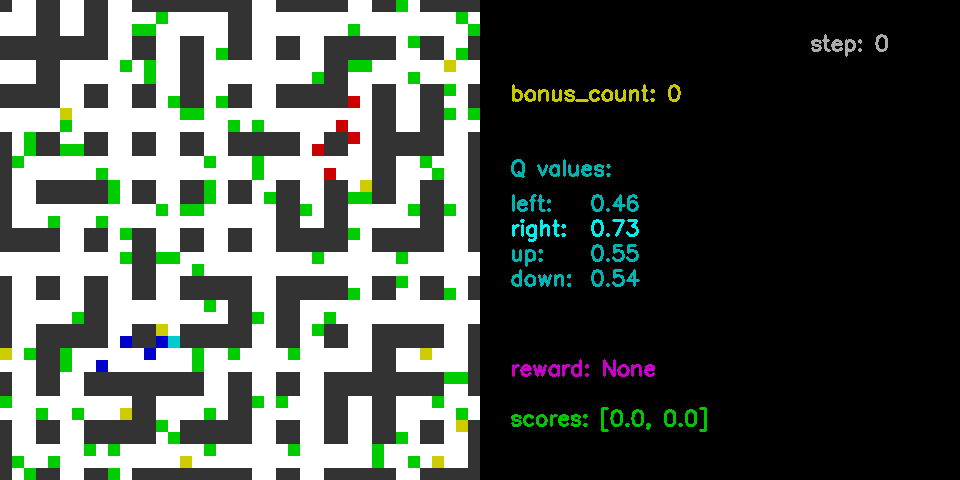 step: 0
bonus_count: 0
Q values:
left: 0.46
right: 0.73
up: 0.55
down: 0.54
reward: None
scores: [0.0, 0.0]